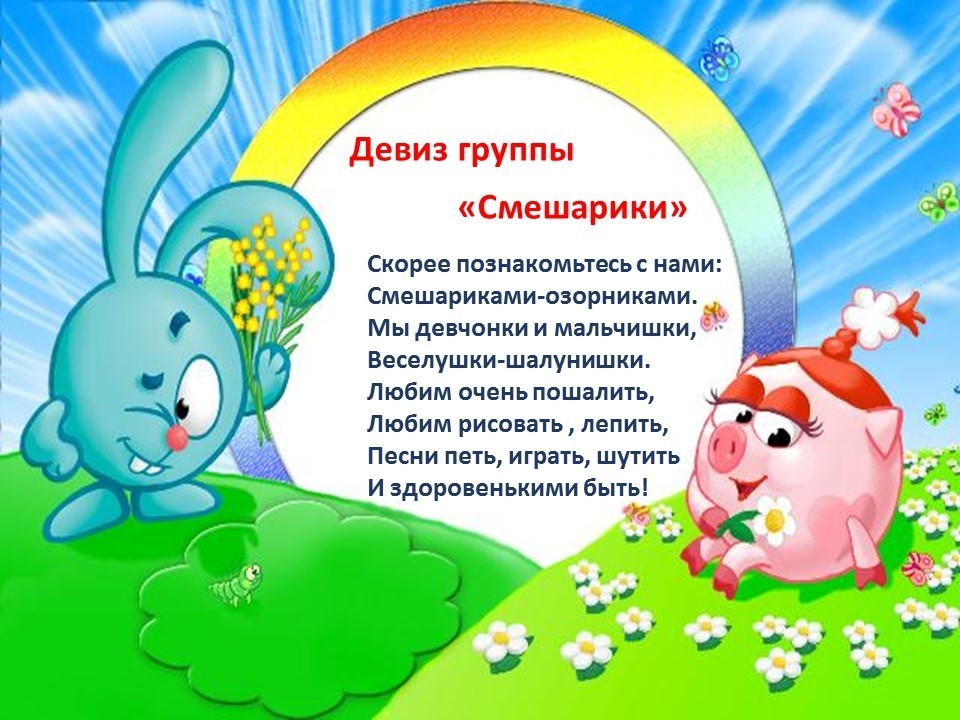 Девиз группы
«Смешарики»
Скорее познакомьтесь с нами:
Смешариками-озорниками.
Мы девчонки и мальчишки,
Веселушки-шалунишки.
Любим очень пошалить,
Любим рисовать , лепить,
Песни петь, играть, шутить
И здоровенькими быть!